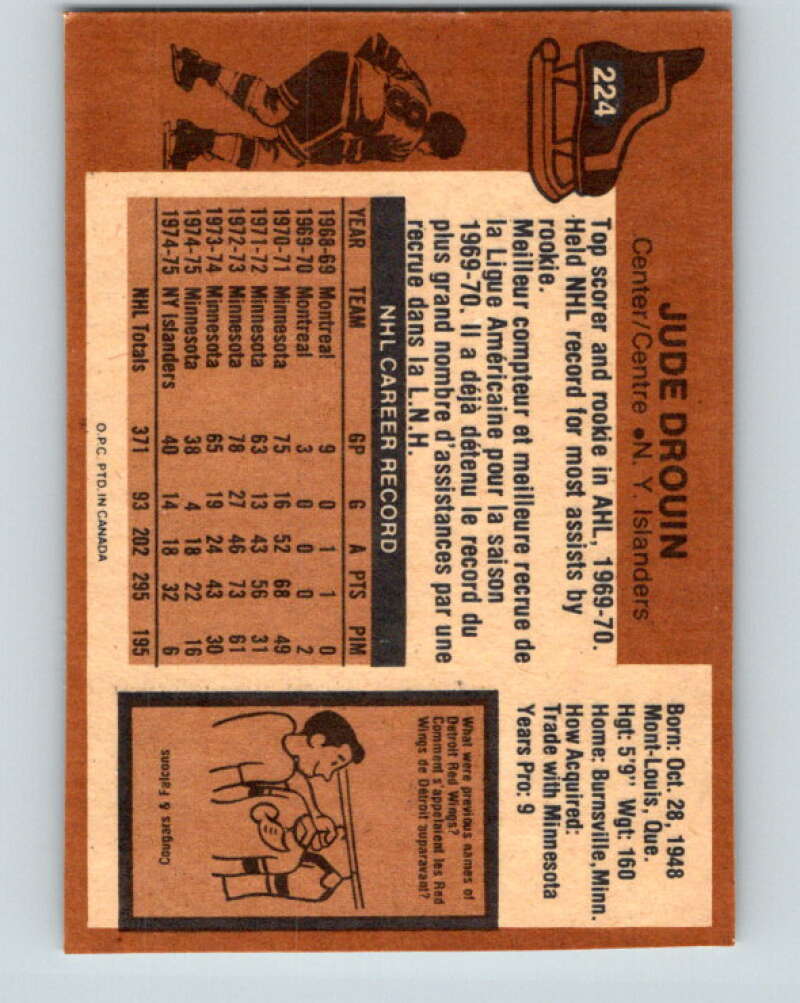 224
JUDE DROUIN
Center/Centre ● N. Y. Islanders
Top scorer and rookie in AHL, 1969-70.
Held NHL record for most assists by
rookie.
Meilleur compteur et meilleure recrue de
la Ligue Américaine pour la saison
1969-70. Il a déjà détenu le record du
plus grand nombre d'assistances par une
recrue dans la L.N.H.
Born: Oct. 28, 1948
Mont-Louis, Que.
Hgt: 5'9" Wgt: 160
Home: Burnsville, Minn.
How Acquired:
Trade with Minnesota
Years Pro: 9
NHL CAREER RECORD
YEAR TEAM GP G A PTS PIM
1968-69 Montreal 9 0 1 1 0
1969-70 Montreal 3 0 0 0 2
1970-71 Minnesota 75 16 52 68 49
1971-72 Minnesota 63 13 43 56 31
1972-73 Minnesota 78 27 46 73 61
1973-74 Minnesota 65 19 24 43 30
1974-75 Minnesota 38 4 18 22 16
1974-75 NY Islanders 40 14 18 32 6
NHL Totals 371 93 202 295 195
What were previous names of
Detroit Red Wings?
Comment s'appelaient les Red
Wings de Détroit auparavant?
Cougars & Falcons
O.P.C. PTD. IN CANADA